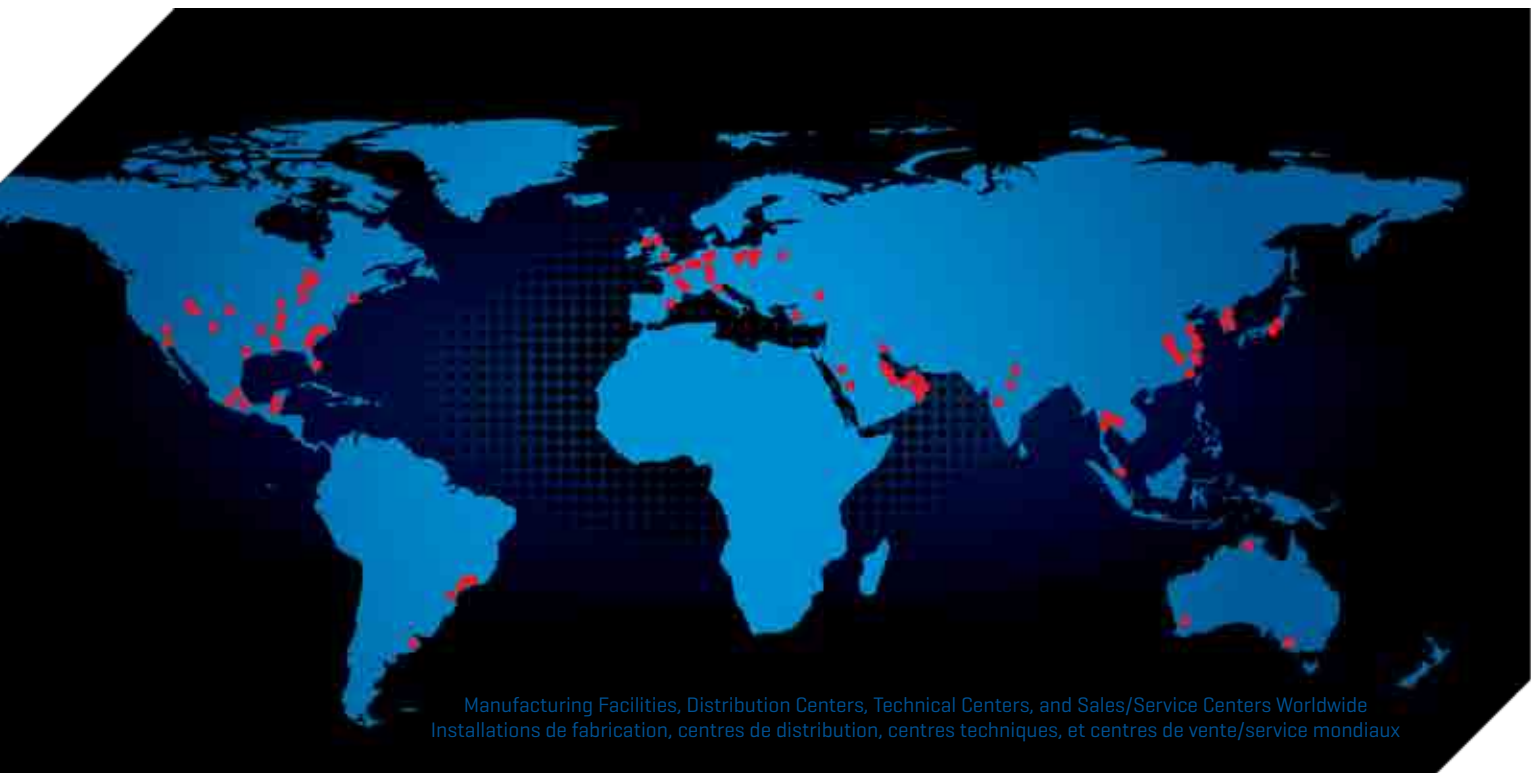 Manufacturing Facilities, Distribution Centers, Technical Centers, and Sales/Service Centers Worldwide
Installations de fabrication, centres de distribution, centres techniques, et centres de vente/service mondiaux